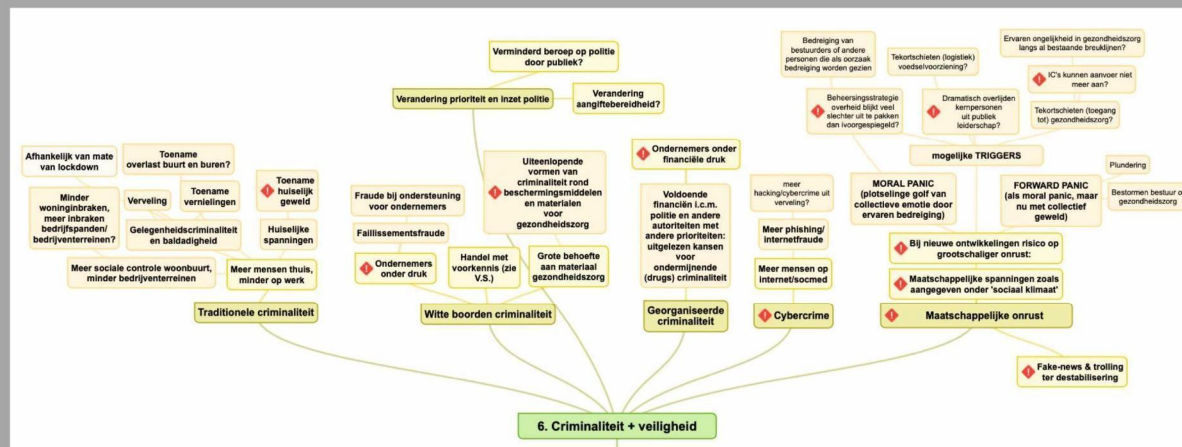 Verminderd beroep op politie
door publiek?
Verandering prioriteit en inzet politie
Verandering
aangiftebereidheid?
Afhankelijk van mate
van lockdown
Toename
overlast buurt en buren?
Minder
woninginbraken,
meer inbraken
bedrijfspanden/
bedrijventerreinen?
Verveling
Toename
vernielingen
Toename
huiselijk
geweld
Gelegenheidscriminaliteit
en baldadigheid
Huiselijke
spanningen
Meer sociale controle woonbuurt,
minder bedrijventerreinen
Meer mensen thuis,
minder op werk
Traditionele criminaliteit
Fraude bij ondersteuning
voor ondernemers
Faillissementsfraude
Ondernemers
onder druk
Uiteenlopende
vormen van
criminaliteit rond
beschermingsmiddelen
en materialen
voor
gezondheidszorg
Handel met
voorkennis (zie
V.S.)
Grote behoefte
aan materiaal
gezondheidszorg
Witte boorden criminaliteit
Ondernemers onder
financiële druk
Voldoende
financiën i.c.m.
politie en andere
autoriteiten met
andere prioriteiten:
uitgelezen kansen
voor
ondermijnende
(drugs) criminaliteit
Georganiseerde
criminaliteit
meer
hacking/cybercrime uit
verveling?
Meer phishing/
internetfraude
Meer mensen op
internet/socmed
Cybercrime
Bedreiging van
bestuurders of andere
personen die als oorzaak
bedreiging worden gezien
Tekortschieten (logistiek)
voedselvoorziening?
Ervaren ongelijkheid in gezondheidszorg
langs al bestaande breuklijnen?
IC's kunnen aanvoer niet
meer aan?
Beheersingsstrategie
overheid blijkt veel
slechter uit te pakken
dan ivoorgespiegeld?
Dramatisch overlijden
kernpersonen
uit publiek
leiderschap?
Tekortschieten (toegang
tot) gezondheidszorg?
mogelijke TRIGGERS
Plundering
MORAL PANIC
(plotselinge golf van
collectieve emotie door
ervaren bedreiging)
FORWARD PANIC
(als moral panic, maar
nu met collectief
geweld)
Bestormen bestuur o
gezondheidszorg
Bij nieuwe ontwikkelingen risico op
grootschaliger onrust:
Maatschappelijke spanningen zoals
aangegeven onder 'sociaal klimaat'
Maatschappelijke onrust
Fake-news & trolling
ter destabilisering
6. Criminaliteit + veiligheid